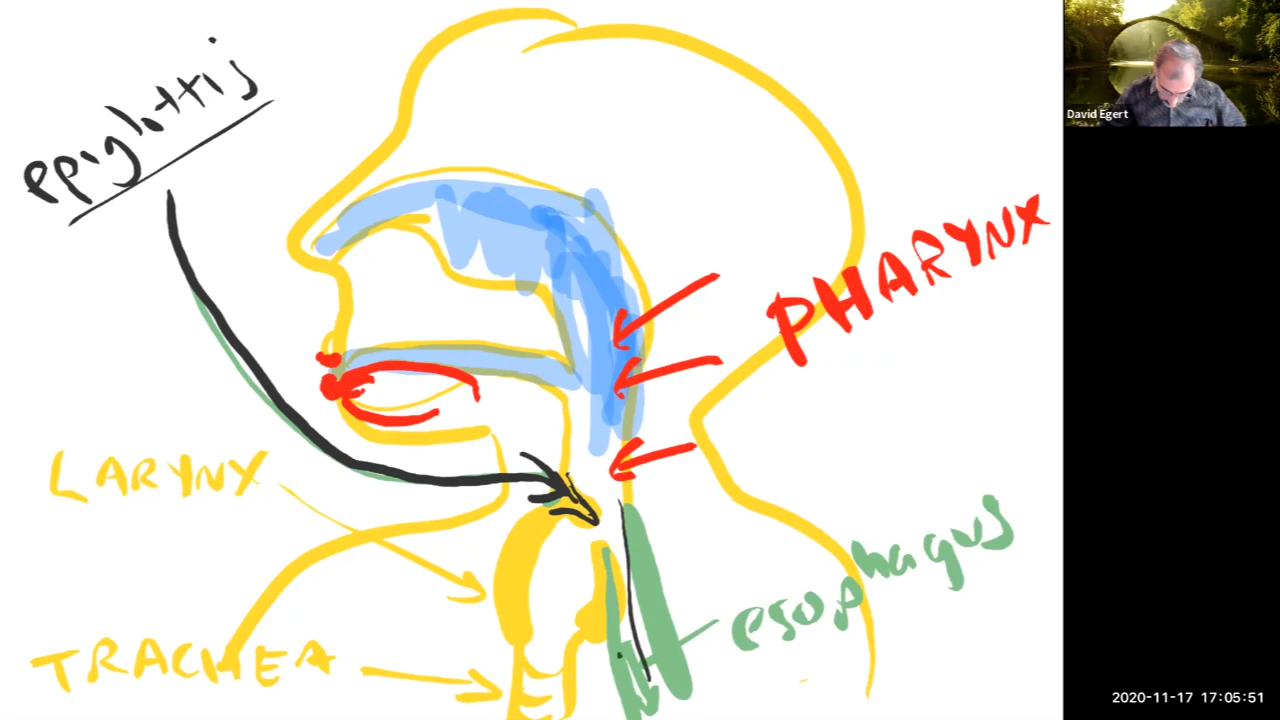 epiglottis
David Egert
PHARYNX
LARYNX
esophagus
TRACHEA
2020-11-17 17:05:51